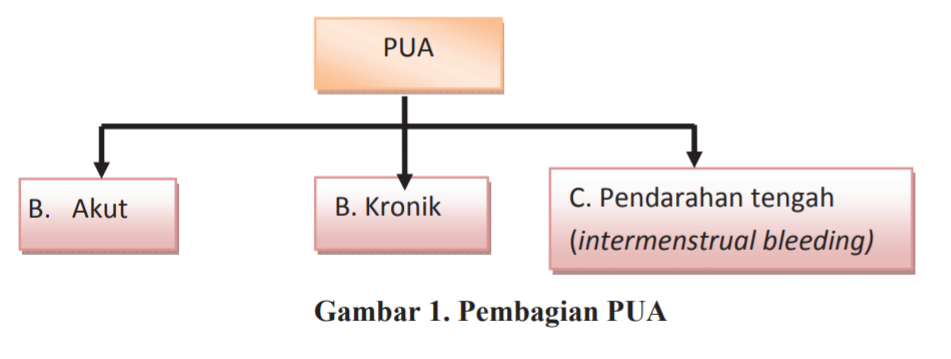 PUA
B. Akut
B. Kronik
C. Pendarahan tengah
(intermenstrual bleeding)
Gambar 1. Pembagian PUA